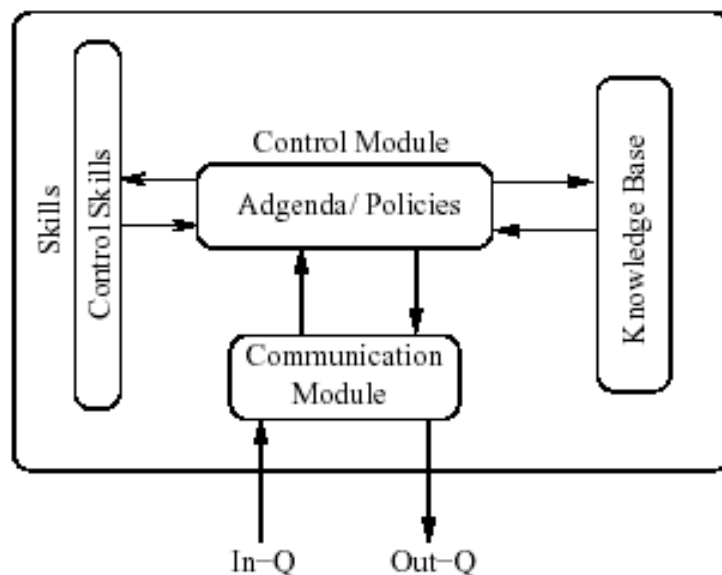 Control Module
Adgenda/ Policies
Skills
Control Skills
Knowledge Base
Communication
Module
In-Q
Out-Q